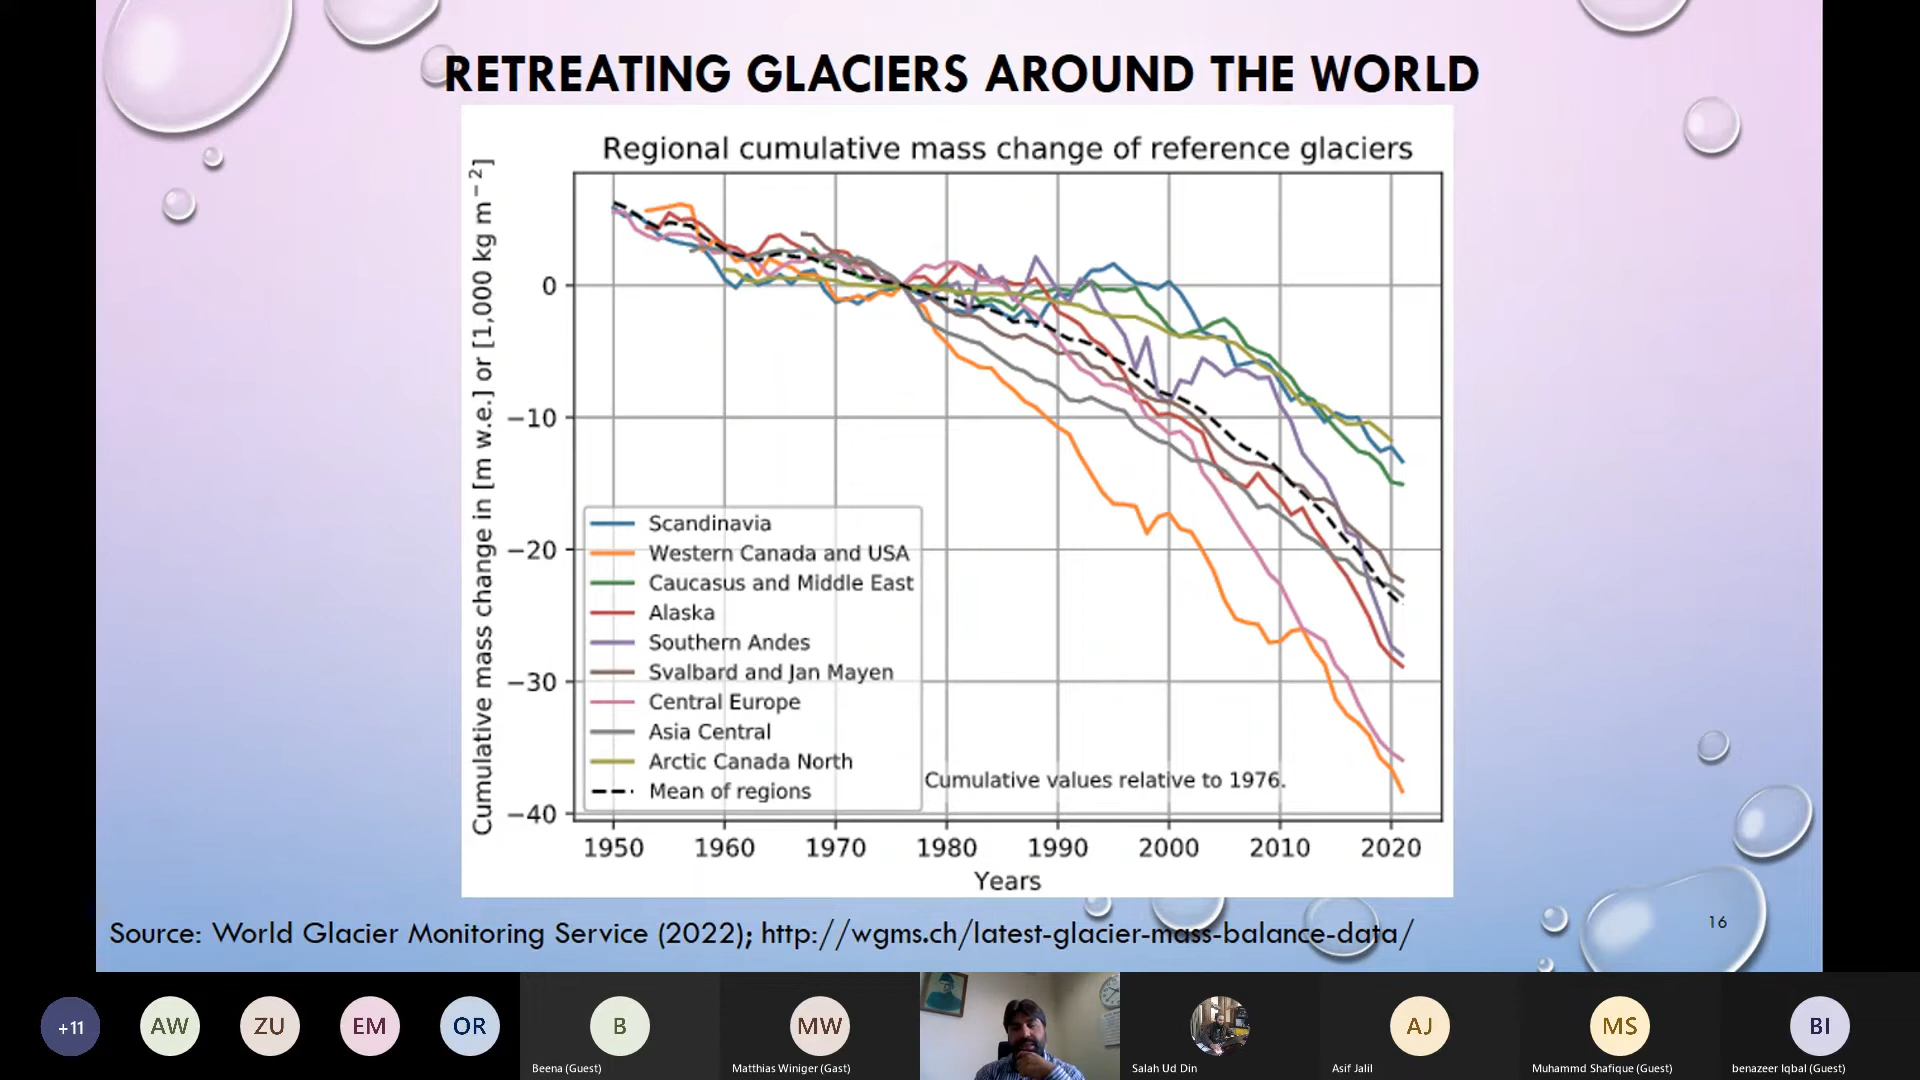 RETREATING GLACIERS AROUND THE WORLD
Regional cumulative mass change of reference glaciers
Cumulative mass change in [m w.e.] or [1,000 kg m⁻²]
0
−10
−20
−30
−40
Scandinavia
Western Canada and USA
Caucasus and Middle East
Alaska
Southern Andes
Svalbard and Jan Mayen
Central Europe
Asia Central
Arctic Canada North
Mean of regions
Cumulative values relative to 1976.
1950 1960 1970 1980 1990 2000 2010 2020
Years
Source: World Glacier Monitoring Service (2022); http://wgms.ch/latest-glacier-mass-balance-data/
16
+11 AW ZU EM OR B MW AJ MS BI
Beena (Guest) Matthias Winiger (Gast) Salah Ud Din Asif Jalil Muhammd Shafique (Guest) benazeer Iqbal (Guest)